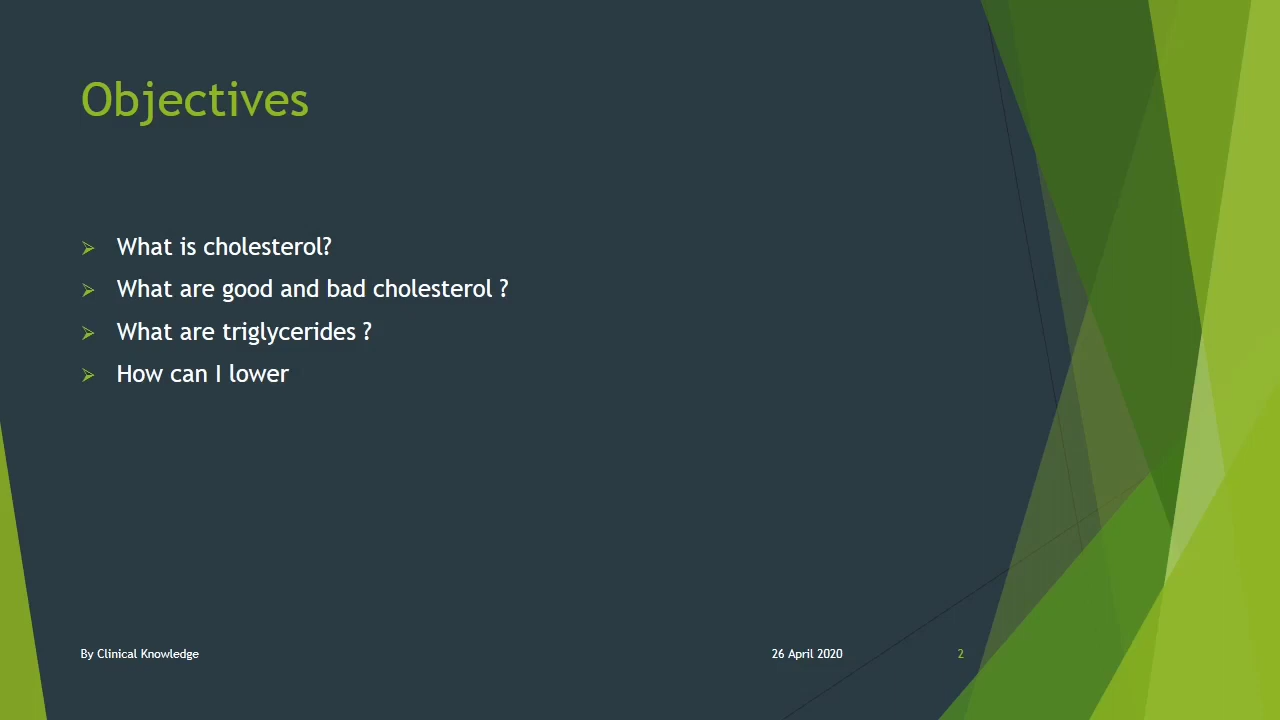 Objectives
What is cholesterol?
What are good and bad cholesterol ?
What are triglycerides ?
How can I lower
By Clinical Knowledge
26 April 2020
2